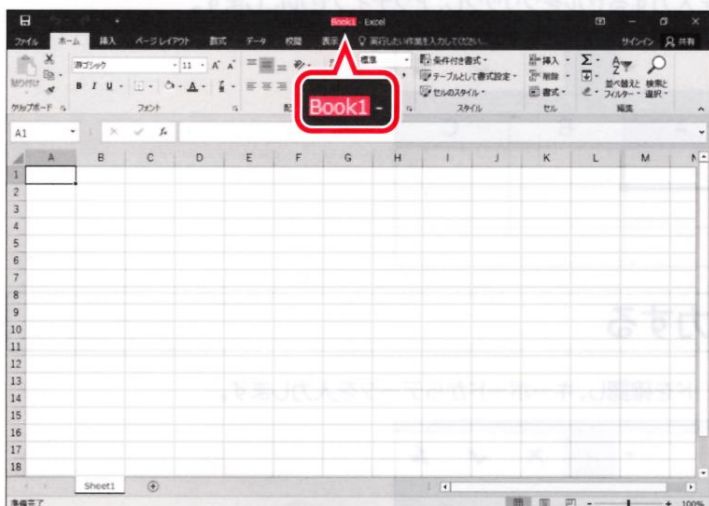 Book1 - Excel
ファイル ホーム 挿入 ページレイアウト 数式 データ 校閲 表示 実行したい作業を入力してください... サインイン 共有
游ゴシック 11 標準 条件付き書式 挿入 Σ
B I U テーブルとして書式設定 削除 並べ替えと フィルター 検索と 選択
セルのスタイル 書式
クリップボード フォント スタイル セル 編集
Book1 -
A1 fx
A B C D E F G H I J K L M N
1
2
3
4
5
6
7
8
9
10
11
12
13
14
15
16
17
18
Sheet1
準備完了 100%